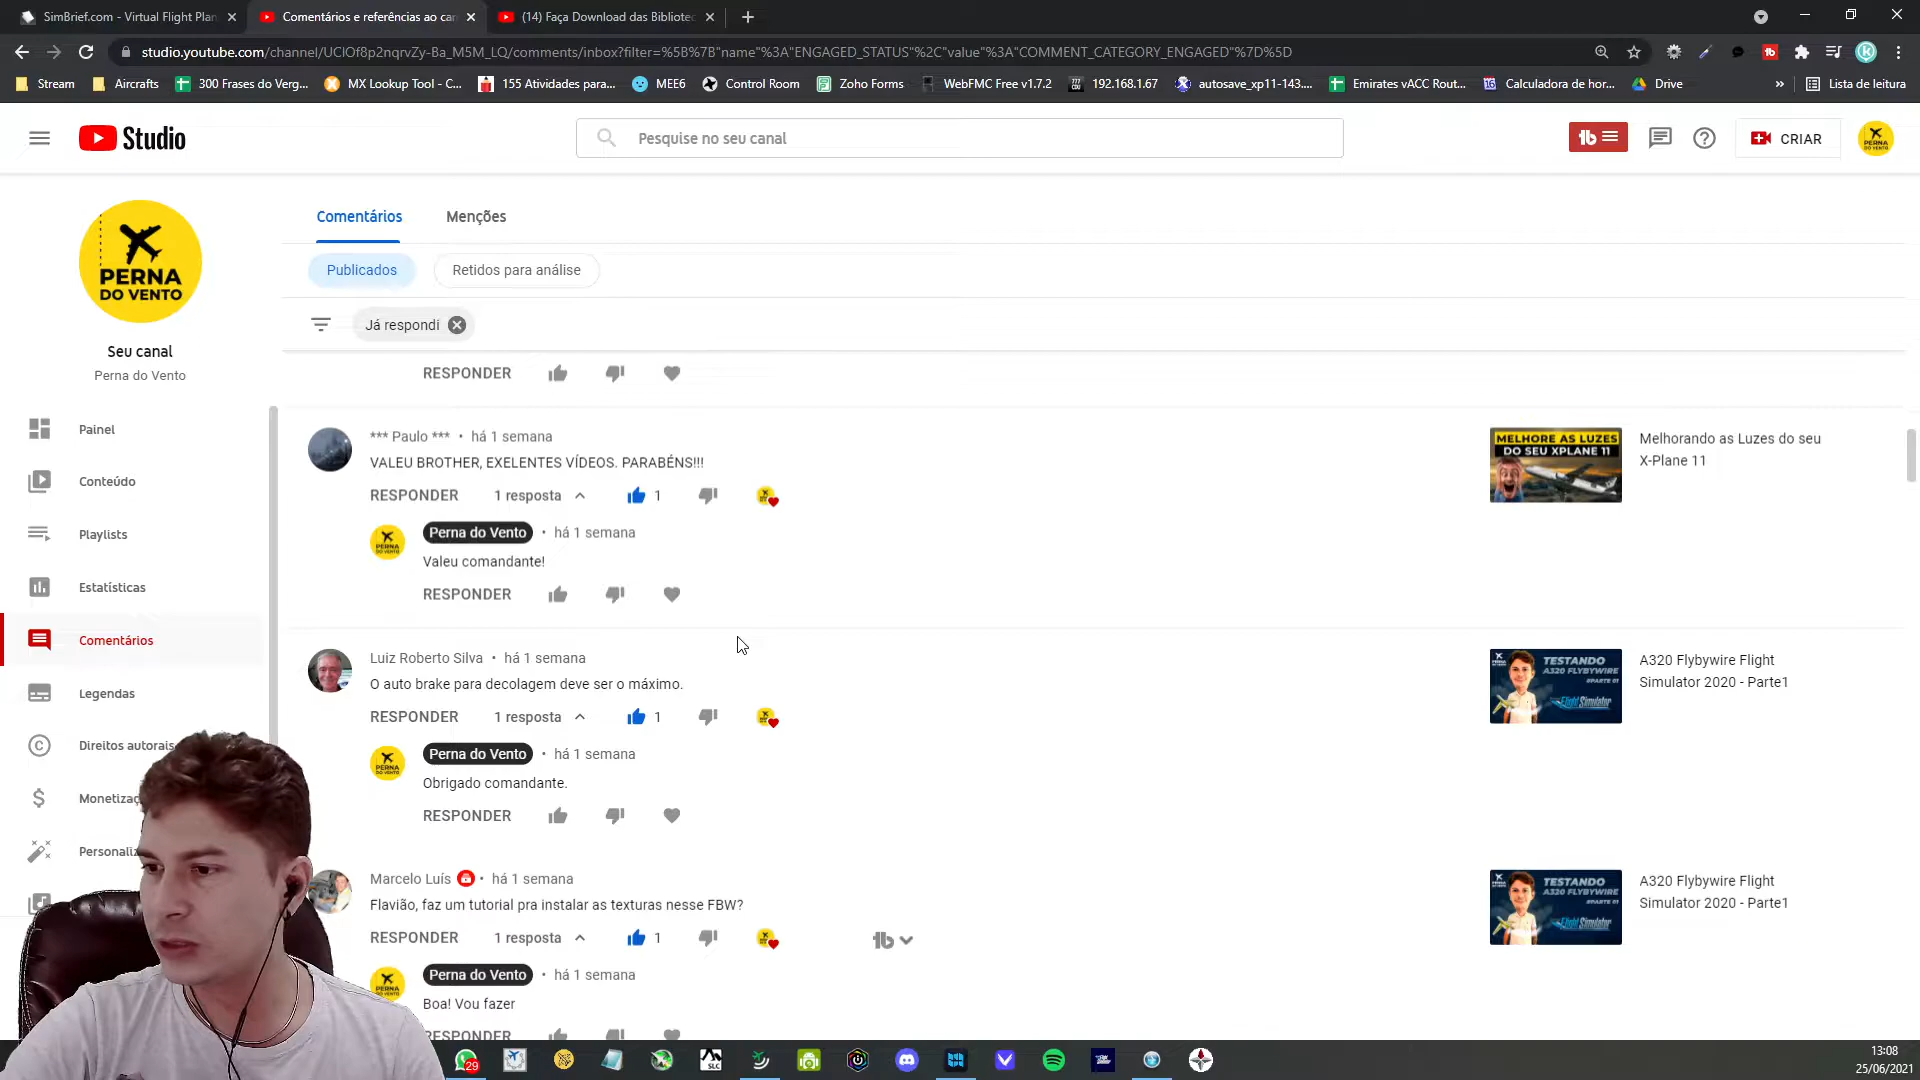 SimBrief.com - Virtual Flight Plan
Comentários e referências ao can
(14) Faça Download das Bibliotec
studio.youtube.com/channel/UClOf8p2nqrvZy-Ba_M5M_LQ/comments/inbox?filter=%5B%7B"name"%3A"ENGAGED_STATUS"%2C"value"%3A"COMMENT_CATEGORY_ENGAGED"%7D%5D
Stream
Aircrafts
300 Frases do Verg...
MX Lookup Tool - C...
155 Atividades para...
MEE6
Control Room
Zoho Forms
WebFMC Free v1.7.2
192.168.1.67
autosave_xp11-143....
Emirates vACC Rout...
Calculadora de hor...
Drive
»
Lista de leitura
Studio
Pesquise no seu canal
CRIAR
PERNA
DO VENTO
Seu canal
Perna do Vento
Painel
Conteúdo
Playlists
Estatísticas
Comentários
Legendas
Direitos autorais
Monetizaç
Personaliz
Comentários
Menções
Publicados
Retidos para análise
Já respondi
RESPONDER
*** Paulo *** • há 1 semana
VALEU BROTHER, EXELENTES VÍDEOS. PARABÉNS!!!
RESPONDER 1 resposta 1
Perna do Vento • há 1 semana
Valeu comandante!
RESPONDER
MELHORE AS LUZES
DO SEU XPLANE 11
Melhorando as Luzes do seu
X-Plane 11
Luiz Roberto Silva • há 1 semana
O auto brake para decolagem deve ser o máximo.
RESPONDER 1 resposta 1
Perna do Vento • há 1 semana
Obrigado comandante.
RESPONDER
TESTANDO
A320 FLYBYWIRE
Flight Simulator
A320 Flybywire Flight
Simulator 2020 - Parte1
Marcelo Luís • há 1 semana
Flavião, faz um tutorial pra instalar as texturas nesse FBW?
RESPONDER 1 resposta 1
Perna do Vento • há 1 semana
Boa! Vou fazer
RESPONDER
TESTANDO
A320 FLYBYWIRE
Flight Simulator
A320 Flybywire Flight
Simulator 2020 - Parte1
29
SLC
13:08
25/06/2021